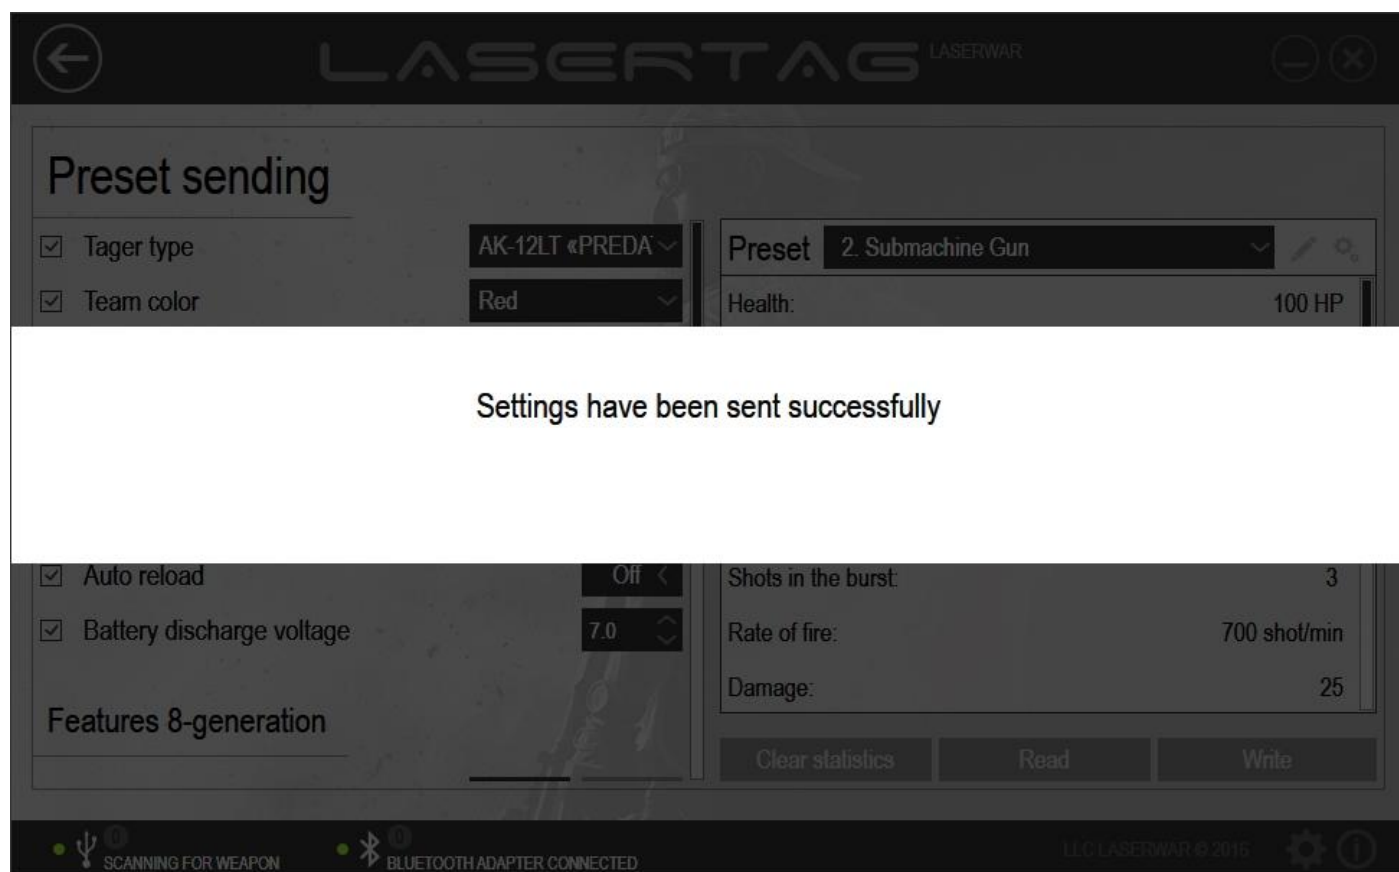 LASERTAG LASERWAR
Preset sending
Tager type AK-12LT «PREDA
Team color Red
Preset 2. Submachine Gun
Health: 100 HP
Settings have been sent successfully
Auto reload Off
Battery discharge voltage 7.0
Shots in the burst: 3
Rate of fire: 700 shot/min
Damage: 25
Features 8-generation
Clear statistics Read Write
0
SCANNING FOR WEAPON
0
BLUETOOTH ADAPTER CONNECTED
LLC LASERWAR © 2016